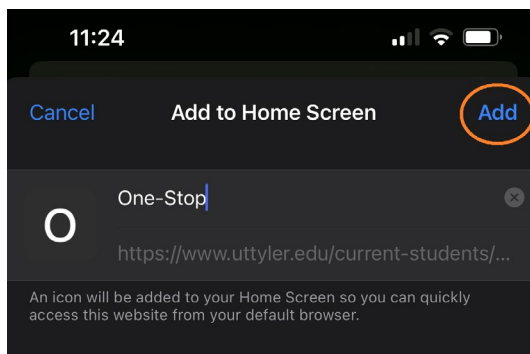 11:24
Cancel Add to Home Screen Add
O
One-Stop
https://www.uttyler.edu/current-students/...
An icon will be added to your Home Screen so you can quickly
access this website from your default browser.